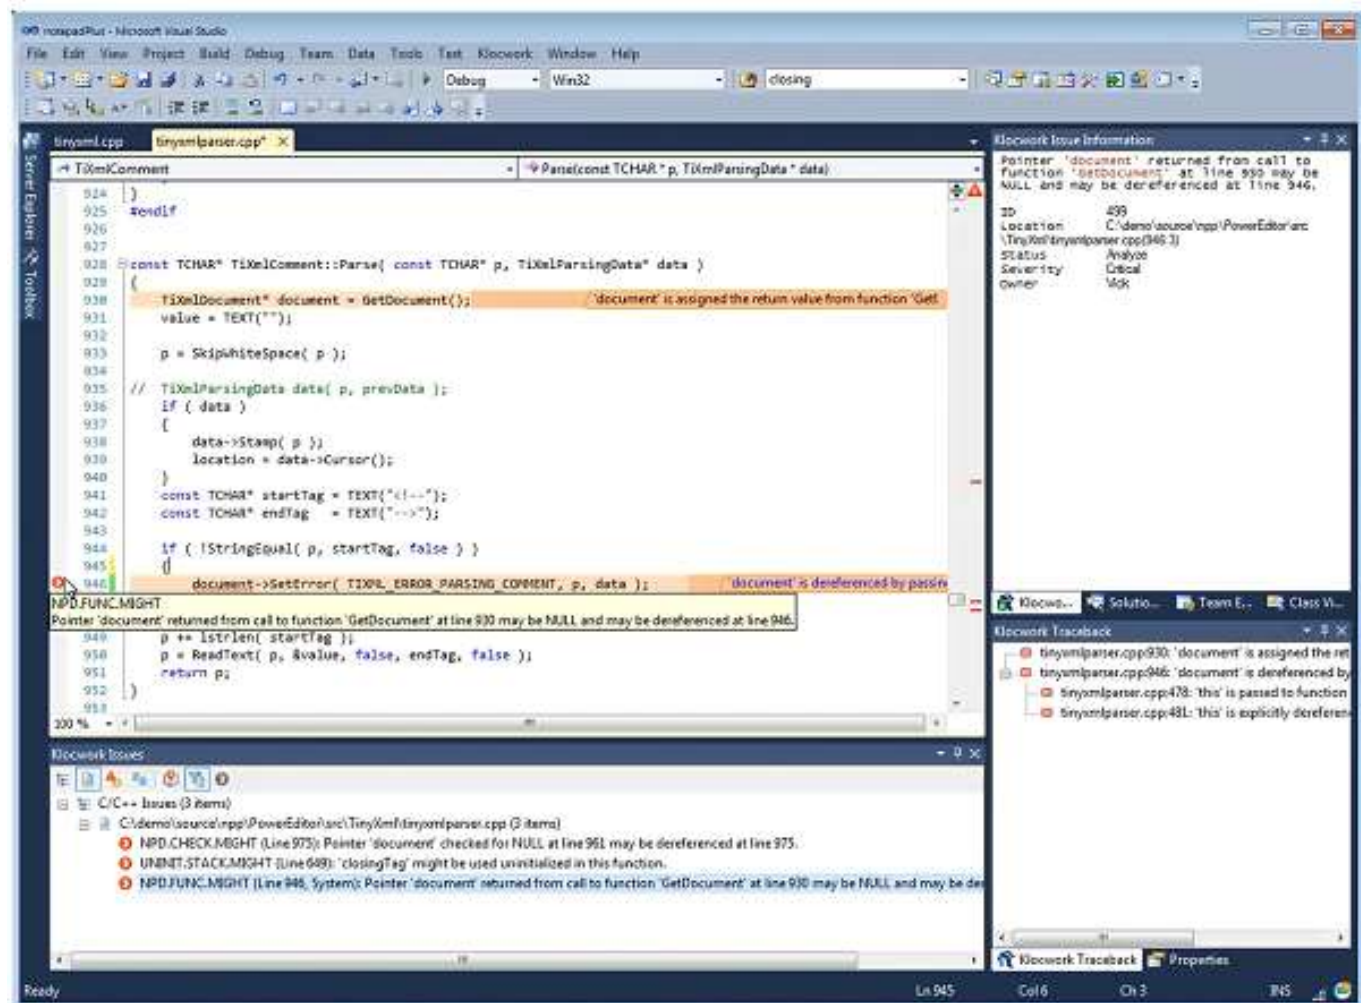 notepadPlus - Microsoft Visual Studio
File Edit View Project Build Debug Team Data Tools Test Klocwork Window Help
Debug Win32 closing
tinyxml.cpp tinyxmlparser.cpp*
TiXmlComment Parse(const TCHAR * p, TiXmlParsingData * data)
924 }
925 #endif
926
927
928 const TCHAR* TiXmlComment::Parse( const TCHAR* p, TiXmlParsingData* data )
929 {
930 TiXmlDocument* document = GetDocument(); 'document' is assigned the return value from function 'Get
931 value = TEXT("");
932
933 p = SkipWhiteSpace( p );
934
935 // TiXmlParsingData data( p, prevData );
936 if ( data )
937 {
938 data->Stamp( p );
939 location = data->Cursor();
940 }
941 const TCHAR* startTag = TEXT("<!--");
942 const TCHAR* endTag = TEXT("-->");
943
944 if ( !StringEqual( p, startTag, false ) )
945 {
946 document->SetError( TIXML_ERROR_PARSING_COMMENT, p, data ); 'document' is dereferenced by passin
NPD.FUNC.MIGHT
Pointer 'document' returned from call to function 'GetDocument' at line 930 may be NULL and may be dereferenced at line 946.
949 p += lstrlen( startTag );
950 p = ReadText( p, &value, false, endTag, false );
951 return p;
952 }
953
100 %
Server Explorer
Toolbox
Klocwork Issues
C/C++ Issues (3 items)
C:\demo\source\npp\PowerEditor\src\TinyXml\tinyxmlparser.cpp (3 items)
NPD.CHECK.MIGHT (Line 975): Pointer 'document' checked for NULL at line 961 may be dereferenced at line 975.
UNINIT.STACK.MIGHT (Line 649): 'closingTag' might be used uninitialized in this function.
NPD.FUNC.MIGHT (Line 946, System): Pointer 'document' returned from call to function 'GetDocument' at line 930 may be NULL and may be der
Klocwork Issue Information
Pointer 'document' returned from call to
function 'GetDocument' at line 930 may be
NULL and may be dereferenced at line 946.
ID 499
Location C:\demo\source\npp\PowerEditor\src
\TinyXml\tinyxmlparser.cpp(946:3)
Status Analyze
Severity Critical
Owner
Klocwo... Solutio... Team E... Class Vi...
Klocwork Traceback
tinyxmlparser.cpp:930: 'document' is assigned the ret
tinyxmlparser.cpp:946: 'document' is dereferenced by
tinyxmlparser.cpp:478: 'this' is passed to function
tinyxmlparser.cpp:481: 'this' is explicitly dereferen
Klocwork Traceback Properties
Ready Ln 945 Col 6 Ch 3 INS